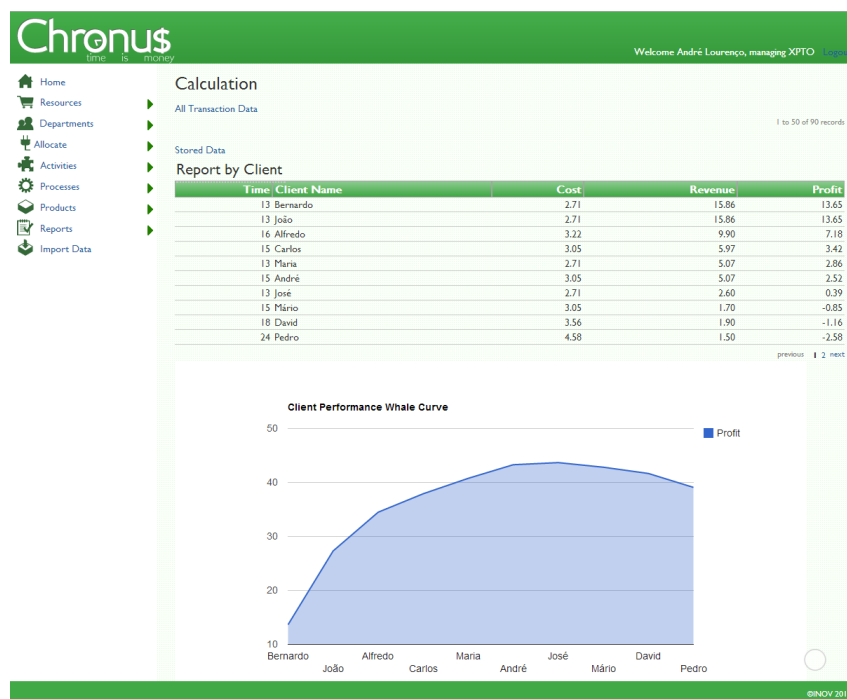 Chronu$
time is money
Welcome André Lourenço, managing XPTO
Home
Resources
Departments
Allocate
Activities
Processes
Products
Reports
Import Data
Calculation
All Transaction Data
1 to 50 of 90 records
Stored Data
Report by Client
Time Client Name Cost Revenue Profit
13 Bernardo 2.71 15.86 13.65
13 João 2.71 15.86 13.65
16 Alfredo 3.22 9.90 7.18
15 Carlos 3.05 5.97 3.42
13 Maria 2.71 5.07 2.86
15 André 3.05 5.07 2.52
13 José 2.71 2.60 0.39
15 Mário 3.05 1.70 -0.85
18 David 3.56 1.90 -1.16
24 Pedro 4.58 1.50 -2.58
previous 1 2 next
Client Performance Whale Curve
Profit
50
40
30
20
10
Bernardo João Alfredo Carlos Maria André José Mário David Pedro
©INOV 201